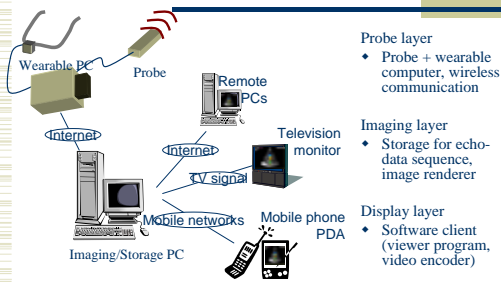 Wearable PC
Probe
Remote
PCs
Internet
Internet
Television
monitor
TV signal
Mobile networks
Mobile phone
PDA
Imaging/Storage PC
Probe layer
Probe + wearable
computer, wireless
communication
Imaging layer
Storage for echo-
data sequence,
image renderer
Display layer
Software client
(viewer program,
video encoder)